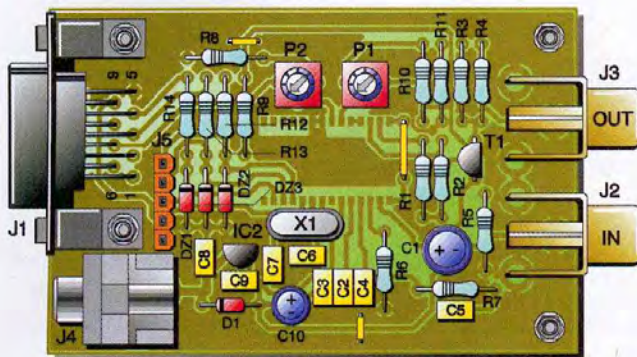 R8
P2
P1
R10
R11
R3
R4
J3
OUT
9
5
R14
R9
R12
J5
R13
T1
DZ2
DZ3
R1
R2
J2
IN
6
1
J1
X1
R5
DZ1
C8
IC2
C9
C7
C6
C1
+ -
C3
C2
C4
R6
C5
R7
J4
D1
+ -
C10